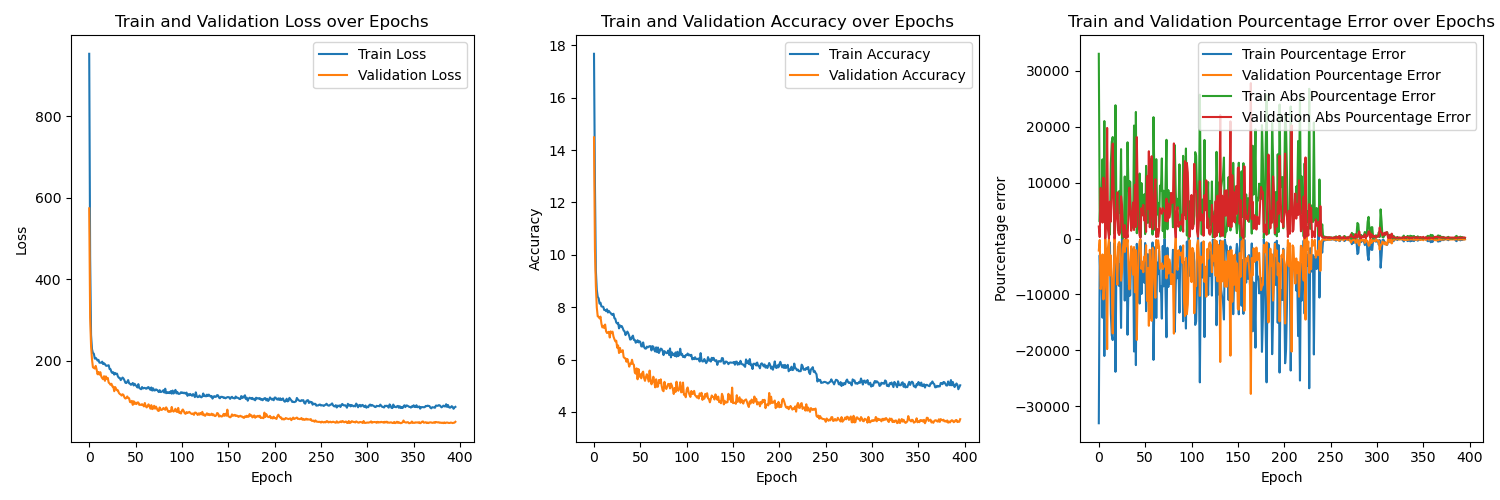 Train and Validation Loss over Epochs
Train Loss
Validation Loss
Loss
800
600
400
200
0 50 100 150 200 250 300 350 400
Epoch
Train and Validation Accuracy over Epochs
Train Accuracy
Validation Accuracy
Accuracy
18
16
14
12
10
8
6
4
0 50 100 150 200 250 300 350 400
Epoch
Train and Validation Pourcentage Error over Epochs
Train Pourcentage Error
Validation Pourcentage Error
Train Abs Pourcentage Error
Validation Abs Pourcentage Error
Pourcentage error
30000
20000
10000
0
−10000
−20000
−30000
0 50 100 150 200 250 300 350 400
Epoch